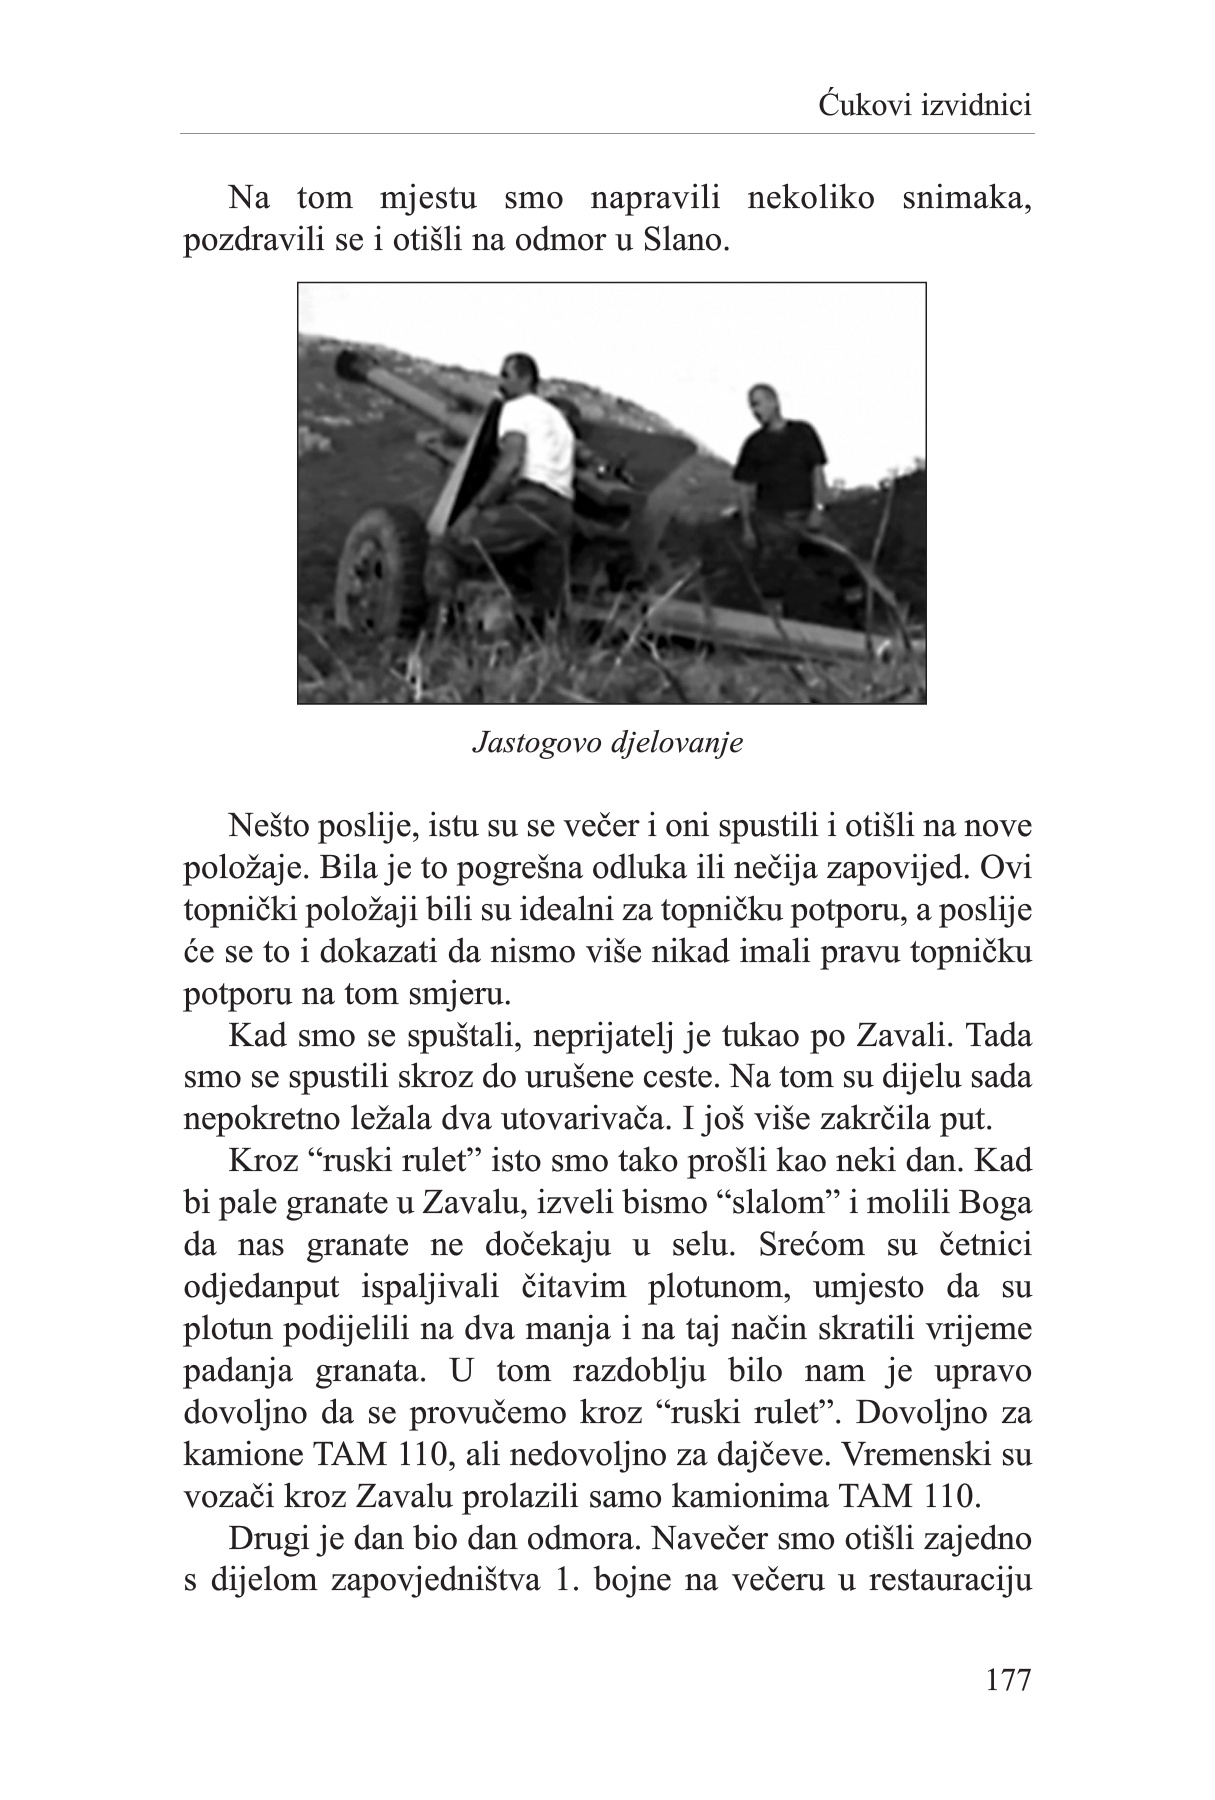 Ćukovi izvidnici
Na tom mjestu smo napravili nekoliko snimaka,
pozdravili se i otišli na odmor u Slano.
Jastogovo djelovanje
Nešto poslije, istu su se večer i oni spustili i otišli na nove
položaje. Bila je to pogrešna odluka ili nečija zapovijed. Ovi
topnički položaji bili su idealni za topničku potporu, a poslije
će se to i dokazati da nismo više nikad imali pravu topničku
potporu na tom smjeru.
Kad smo se spuštali, neprijatelj je tukao po Zavali. Tada
smo se spustili skroz do urušene ceste. Na tom su dijelu sada
nepokretno ležala dva utovarivača. I još više zakrčila put.
Kroz “ruski rulet” isto smo tako prošli kao neki dan. Kad
bi pale granate u Zavalu, izveli bismo “slalom” i molili Boga
da nas granate ne dočekaju u selu. Srećom su četnici
odjedanput ispaljivali čitavim plotunom, umjesto da su
plotun podijelili na dva manja i na taj način skratili vrijeme
padanja granata. U tom razdoblju bilo nam je upravo
dovoljno da se provučemo kroz “ruski rulet”. Dovoljno za
kamione TAM 110, ali nedovoljno za dajčeve. Vremenski su
vozači kroz Zavalu prolazili samo kamionima TAM 110.
Drugi je dan bio dan odmora. Navečer smo otišli zajedno
s dijelom zapovjedništva 1. bojne na večeru u restauraciju
177